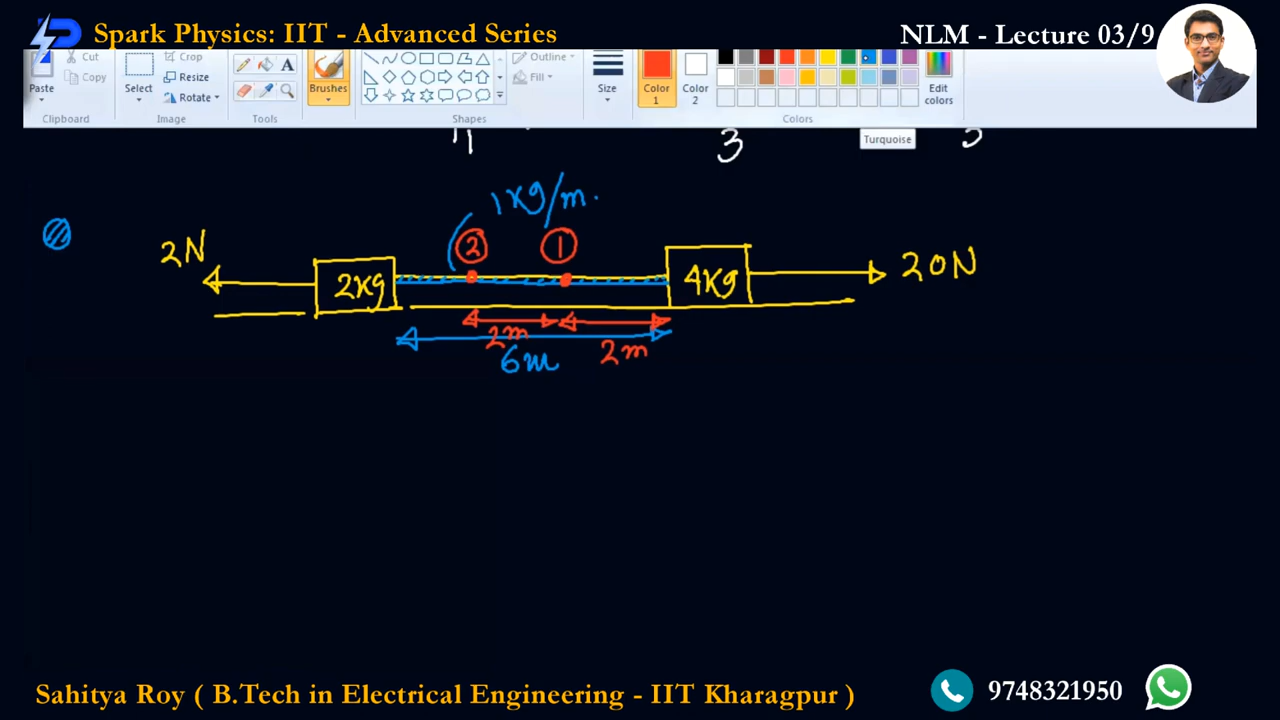 Spark Physics: IIT - Advanced Series
NLM - Lecture 03/9
Paste
Cut
Copy
Clipboard
Select
Crop
Resize
Rotate
Image
A
Tools
Brushes
Shapes
Outline
Fill
Size
Color 1
Color 2
Colors
Edit colors
Turquoise
3
1 Kg/m.
2N
2
1
2Kg
4Kg
20N
2m
2m
6m
Sahitya Roy ( B.Tech in Electrical Engineering - IIT Kharagpur )
9748321950